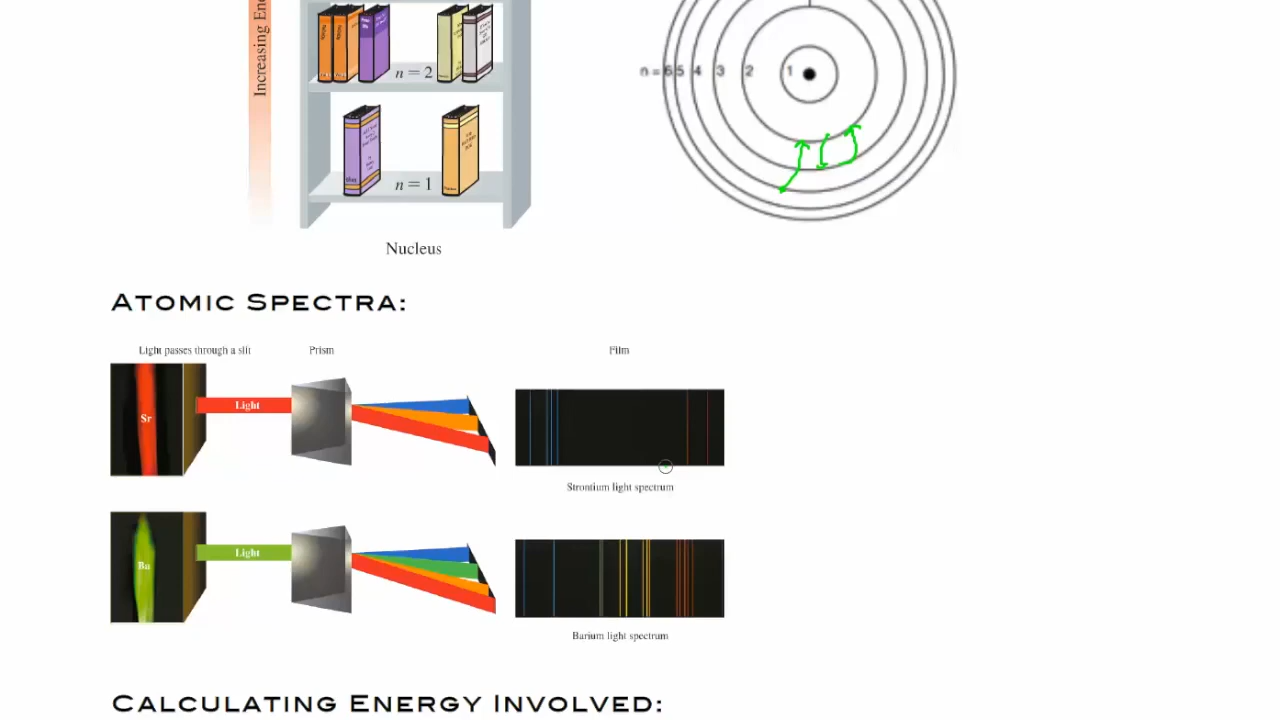 Increasing Ene
n = 2
n = 1
Nucleus
n = 6 5 4 3 2 1
ATOMIC SPECTRA:
Light passes through a slit
Prism
Film
Sr
Light
Strontium light spectrum
Ba
Light
Barium light spectrum
CALCULATING ENERGY INVOLVED: